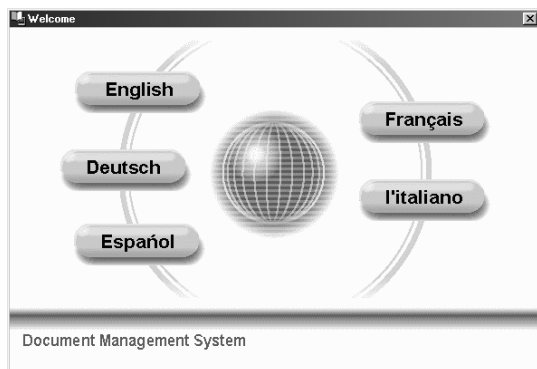 Welcome
English
Deutsch
Español
Français
l'italiano
Document Management System